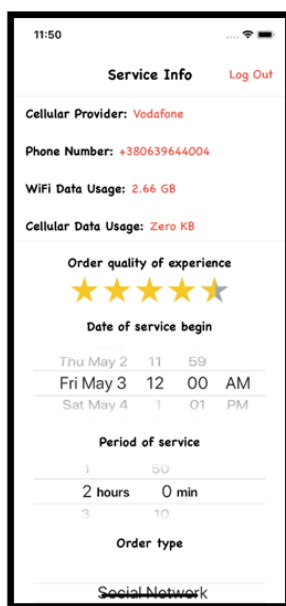 11:50
Service Info Log Out
Cellular Provider: Vodafone
Phone Number: +380639644004
WiFi Data Usage: 2.66 GB
Cellular Data Usage: Zero KB
Order quality of experience
Date of service begin
Thu May 2 11 59
Fri May 3 12 00 AM
Sat May 4 1 01 PM
Period of service
1 50
2 hours 0 min
3 10
Order type
Social Network